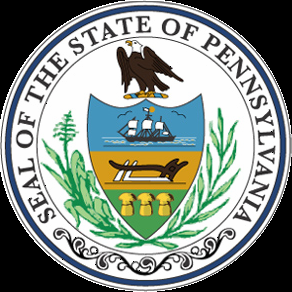 SEAL OF THE STATE OF PENNSYLVANIA